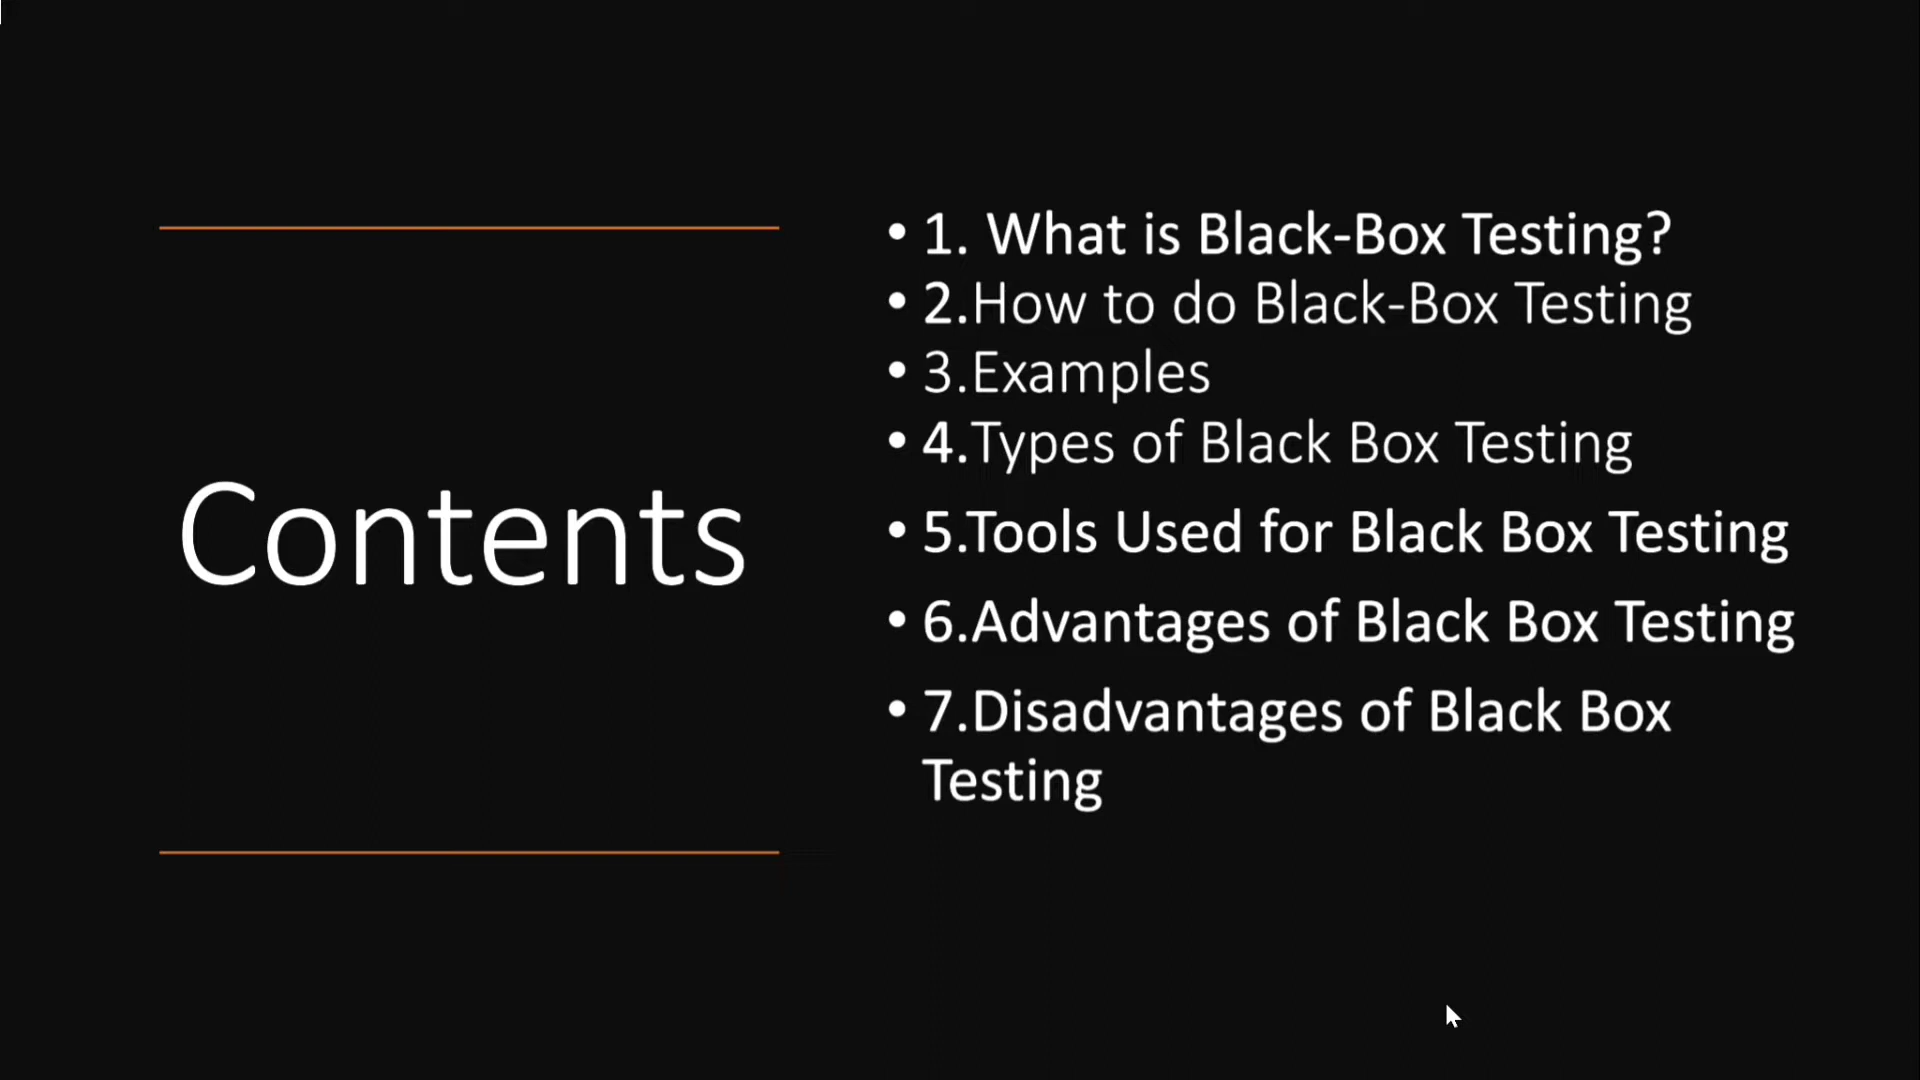 Contents
• 1. What is Black-Box Testing?
• 2.How to do Black-Box Testing
• 3.Examples
• 4.Types of Black Box Testing
• 5.Tools Used for Black Box Testing
• 6.Advantages of Black Box Testing
• 7.Disadvantages of Black Box
Testing